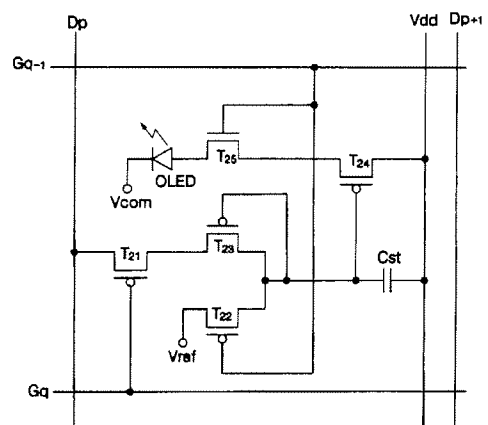 Dp
Vdd
Dp+1
Gq-1
T25
T24
OLED
Vcom
T21
T23
Cst
T22
Vref
Gq